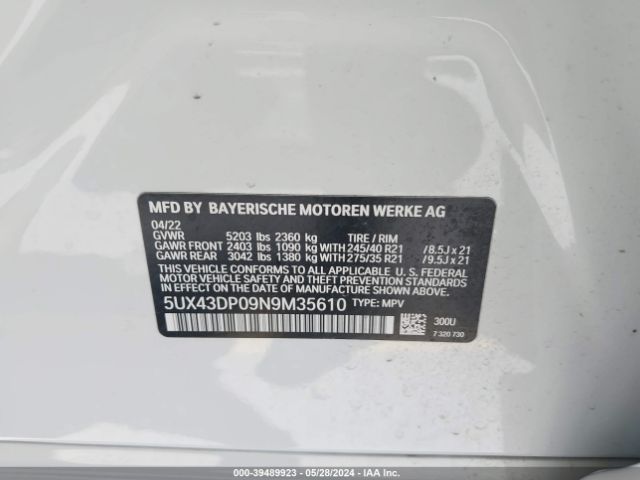 MFD BY BAYERISCHE MOTOREN WERKE AG
04/22
GVWR 5203 lbs 2360 kg TIRE / RIM
GAWR FRONT 2403 lbs 1090 kg WITH 245/40 R21 /8.5J x 21
GAWR REAR 3042 lbs 1380 kg WITH 275/35 R21 /9.5J x 21
THIS VEHICLE CONFORMS TO ALL APPLICABLE U. S. FEDERAL
MOTOR VEHICLE SAFETY AND THEFT PREVENTION STANDARDS
IN EFFECT ON THE DATE OF MANUFACTURE SHOWN ABOVE.
5UX43DP09N9M35610 TYPE: MPV
300U
7 320 730
000-39489923 - 05/28/2024 - IAA Inc.